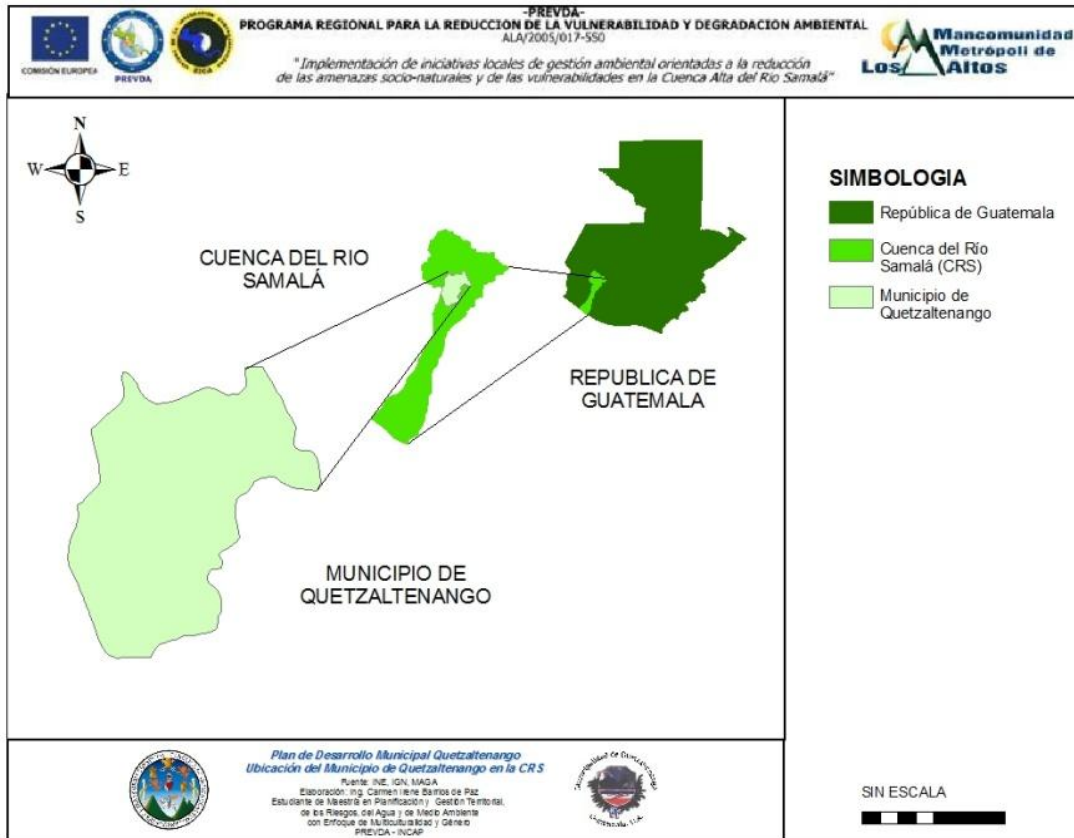 -PREVDA-
PROGRAMA REGIONAL PARA LA REDUCCION DE LA VULNERABILIDAD Y DEGRADACION AMBIENTAL
ALA/2005/017-550
"Implementación de iniciativas locales de gestión ambiental orientadas a la reducción
de las amenazas socio-naturales y de las vulnerabilidades en la Cuenca Alta del Rio Samalá"
COMISIÓN EUROPEA
PREVDA
SICA
Mancomunidad
Metrópoli de
Los Altos
N
W
E
S
CUENCA DEL RIO
SAMALÁ
REPUBLICA DE
GUATEMALA
MUNICIPIO DE
QUETZALTENANGO
SIMBOLOGIA
República de Guatemala
Cuenca del Río
Samalá (CRS)
Municipio de
Quetzaltenango
Plan de Desarrollo Municipal Quetzaltenango
Ubicación del Municipio de Quetzaltenango en la CRS
Fuente: INE, IGN, MAGA
Elaboración: Ing. Carmen Irene Barrios de Paz
Estudiante de Maestría en Planificación y Gestión Territorial,
de los Riesgos, del Agua y de Medio Ambiente
con Enfoque de Multiculturalidad y Género
PREVDA - INCAP
SIN ESCALA